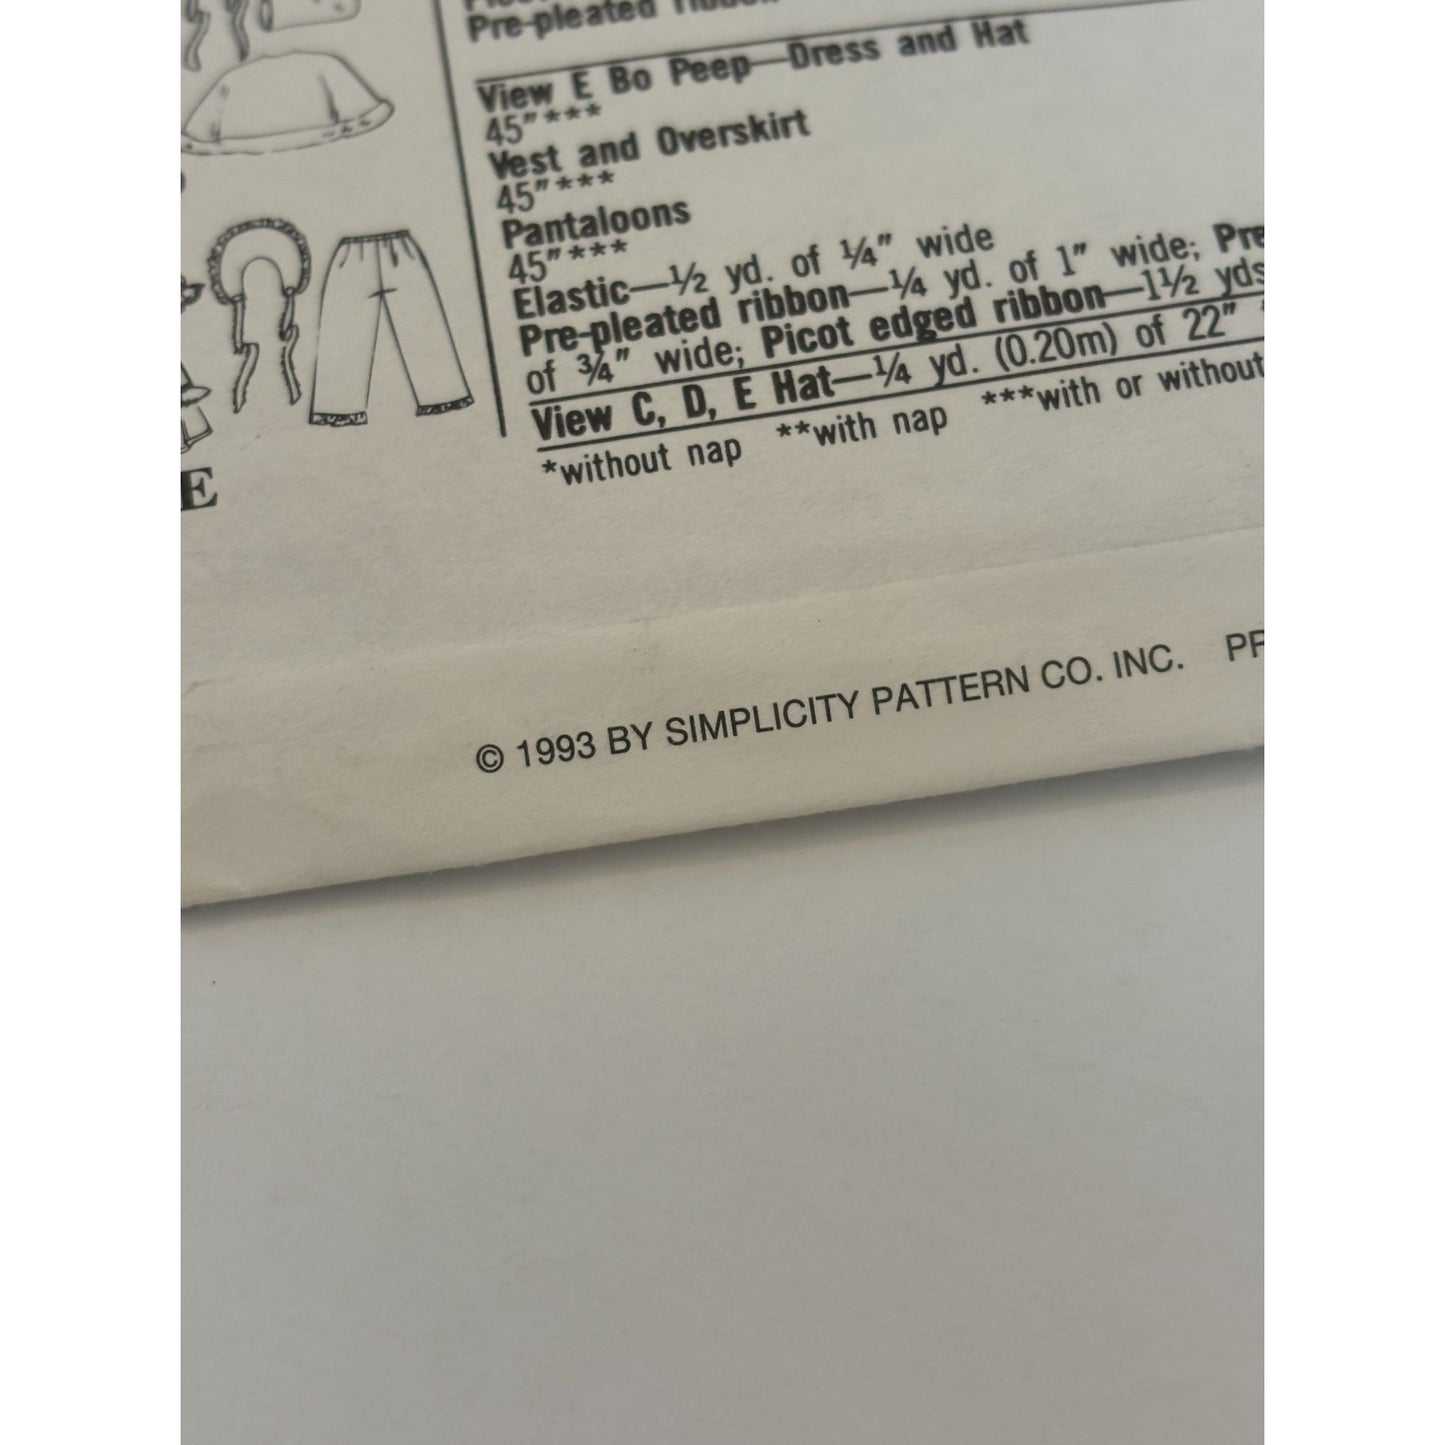 Pre-pleated ribbon
View E Bo Peep—Dress and Hat
45"***
Vest and Overskirt
45"***
Pantaloons
45"***
Elastic—½ yd. of ¼" wide
Pre-pleated ribbon—¼ yd. of 1" wide; Pre
of ¾" wide; Picot edged ribbon—1½ yds
View C, D, E Hat—¼ yd. (0.20m) of 22"
*without nap **with nap ***with or without
E
© 1993 BY SIMPLICITY PATTERN CO. INC. PR